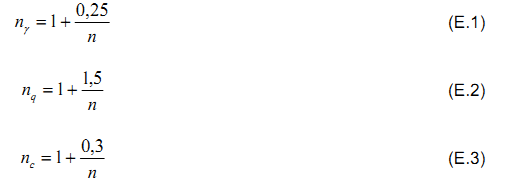 n_γ = 1 + 0,25/n (E.1)
n_q = 1 + 1,5/n (E.2)
n_c = 1 + 0,3/n (E.3)